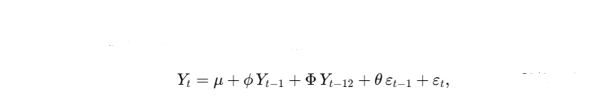 Y_t = μ + ϕ Y_{t−1} + Φ Y_{t−12} + θ ε_{t−1} + ε_t,